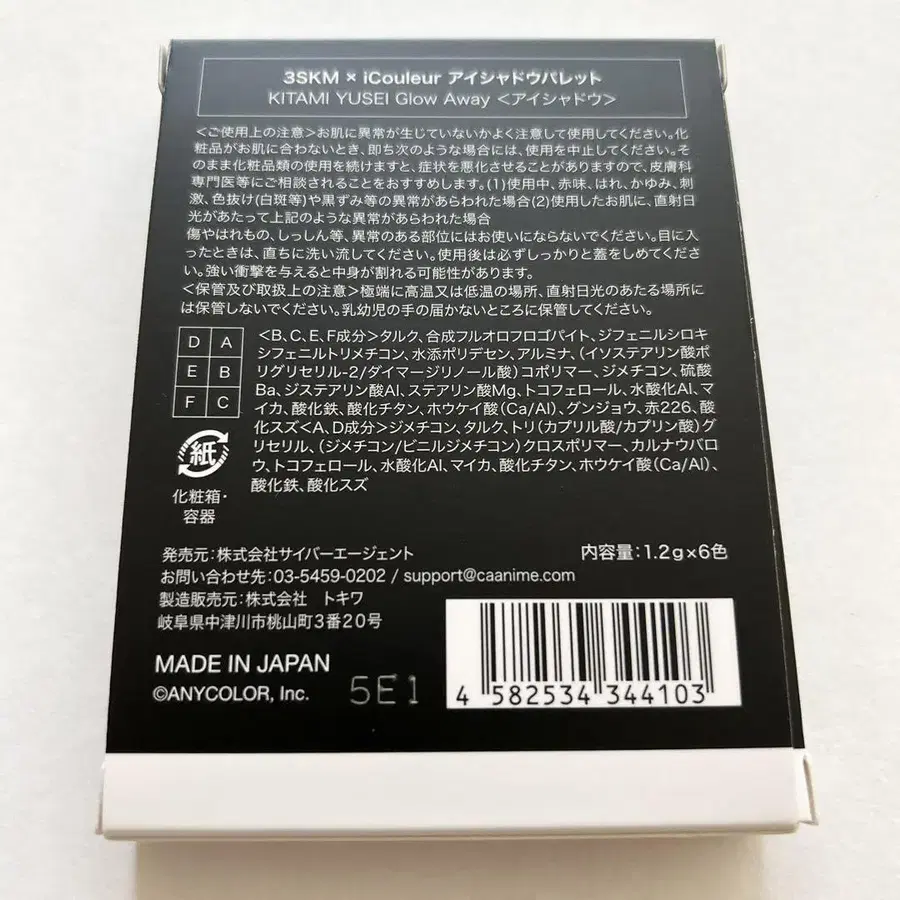 3SKM × iCouleur アイシャドウパレット
KITAMI YUSEI Glow Away <アイシャドウ>
<ご使用上の注意>お肌に異常が生じていないかよく注意して使用してください。化
粧品がお肌に合わないとき、即ち次のような場合には、使用を中止してください。そ
のまま化粧品類の使用を続けますと、症状を悪化させることがありますので、皮膚科
専門医等にご相談されることをおすすめします。(1)使用中、赤味、はれ、かゆみ、刺
激、色抜け(白斑等)や黒ずみ等の異常があらわれた場合(2)使用したお肌に、直射日
光があたって上記のような異常があらわれた場合
傷やはれもの、しっしん等、異常のある部位にはお使いにならないでください。目に入
ったときは、直ちに洗い流してください。使用後は必ずしっかりと蓋をしめてくださ
い。強い衝撃を与えると中身が割れる可能性があります。
<保管及び取扱上の注意>極端に高温又は低温の場所、直射日光のあたる場所に
は保管しないでください。乳幼児の手の届かないところに保管してください。
D A
E B
F C
<B、C、E、F成分>タルク、合成フルオロフロゴパイト、ジフェニルシロキ
シフェニルトリメチコン、水添ポリデセン、アルミナ、(イソステアリン酸ポ
リグリセリル-2/ダイマージリノール酸)コポリマー、ジメチコン、硫酸
Ba、ジステアリン酸Al、ステアリン酸Mg、トコフェロール、水酸化Al、マ
イカ、酸化鉄、酸化チタン、ホウケイ酸(Ca/Al)、グンジョウ、赤226、酸
化スズ<A、D成分>ジメチコン、タルク、トリ(カプリル酸/カプリン酸)グ
リセリル、(ジメチコン/ビニルジメチコン)クロスポリマー、カルナウバロ
ウ、トコフェロール、水酸化Al、マイカ、酸化チタン、ホウケイ酸(Ca/Al)、
酸化鉄、酸化スズ
紙
化粧箱・
容器
発売元：株式会社サイバーエージェント
内容量：1.2g×6色
お問い合わせ先：03-5459-0202 / support@caanime.com
製造販売元：株式会社 トキワ
岐阜県中津川市桃山町3番20号
MADE IN JAPAN
©ANYCOLOR, Inc.
5E1
4 582534 344103